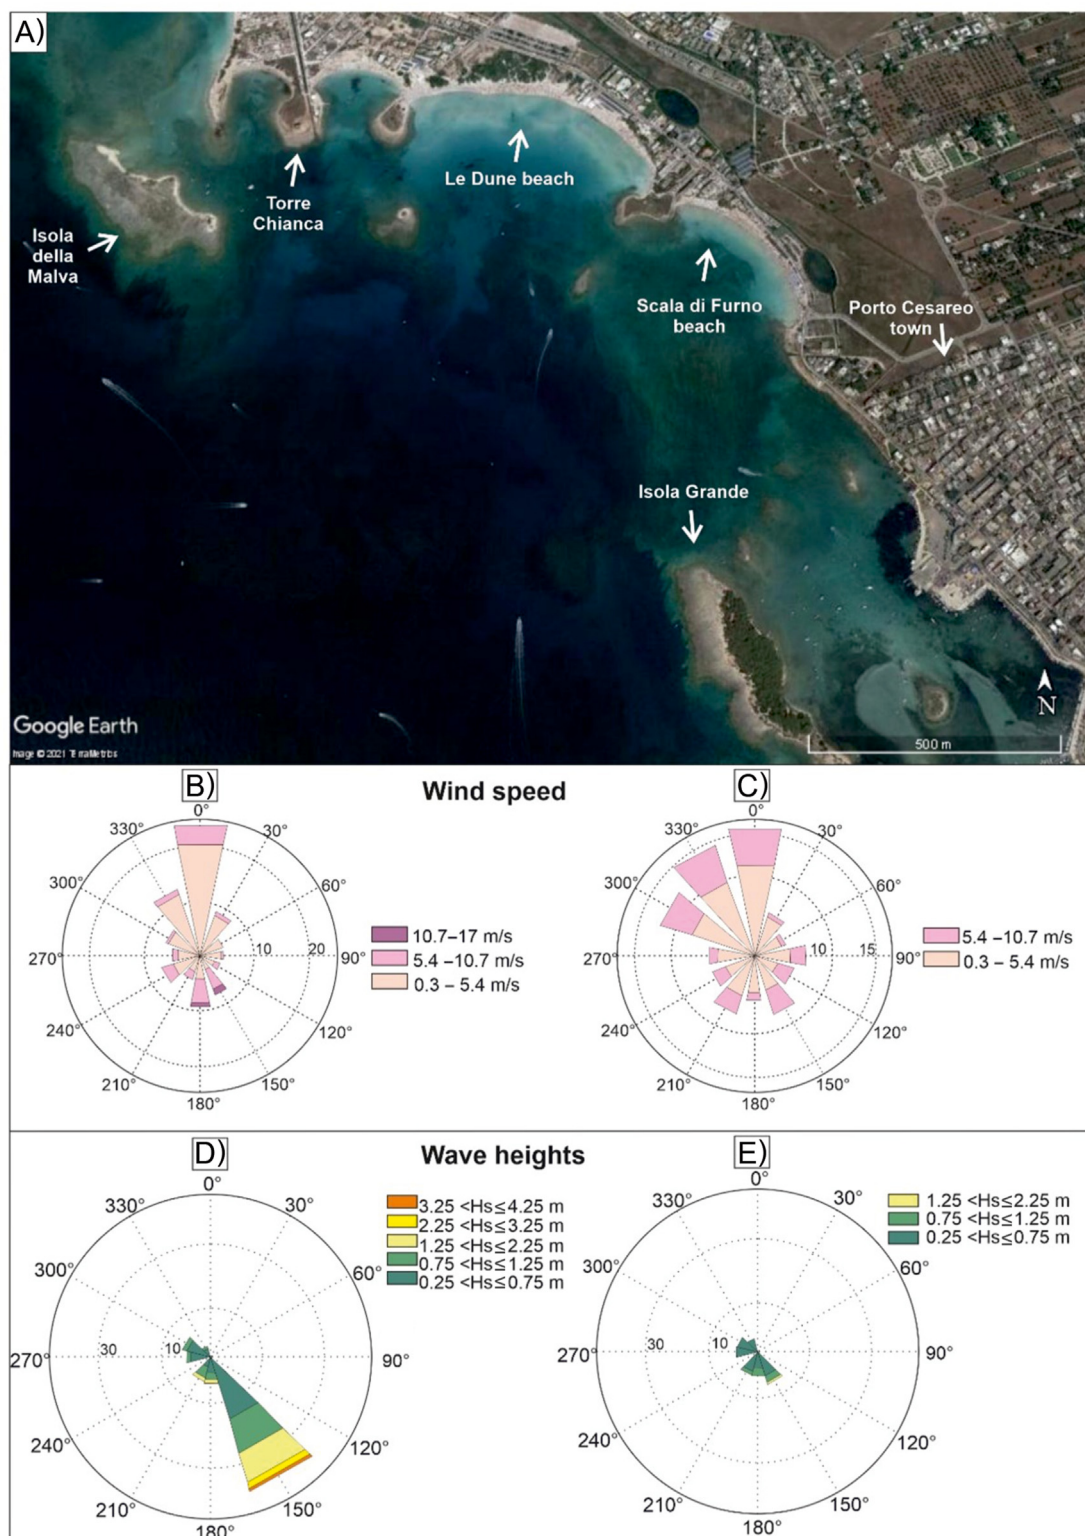 A)
Le Dune beach
Torre
Chianca
Isola
della
Malva
Scala di Furno
beach
Porto Cesareo
town
Isola Grande
N
500 m
Google Earth
Image © 2021 TerraMetrics
B)
Wind speed
C)
0°
30°
60°
90°
120°
150°
180°
210°
240°
270°
300°
330°
10
20
10.7–17 m/s
5.4 –10.7 m/s
0.3 – 5.4 m/s
0°
30°
60°
90°
120°
150°
180°
210°
240°
270°
300°
330°
10
15
5.4 –10.7 m/s
0.3 – 5.4 m/s
D)
Wave heights
E)
0°
30°
60°
90°
120°
150°
180°
210°
240°
270°
300°
330°
30
10
3.25 <Hs≤ 4.25 m
2.25 <Hs≤3.25 m
1.25 <Hs≤2.25 m
0.75 <Hs≤1.25 m
0.25 <Hs≤0.75 m
0°
30°
60°
90°
120°
150°
180°
210°
240°
270°
300°
330°
30
10
1.25 <Hs≤2.25 m
0.75 <Hs≤1.25 m
0.25 <Hs≤0.75 m